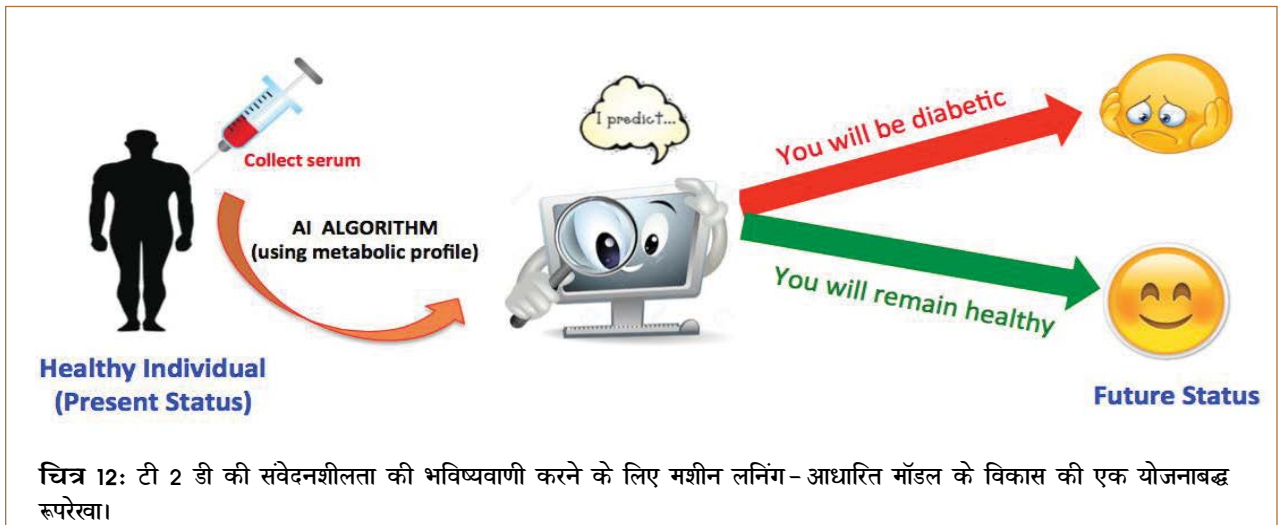 Collect serum
AI ALGORITHM
(using metabolic profile)
Healthy Individual
(Present Status)
I predict...
You will be diabetic
You will remain healthy
Future Status
चित्र 12: टी 2 डी की संवेदनशीलता की भविष्यवाणी करने के लिए मशीन लनिंग-आधारित मॉडल के विकास की एक योजनाबद्ध
रूपरेखा।